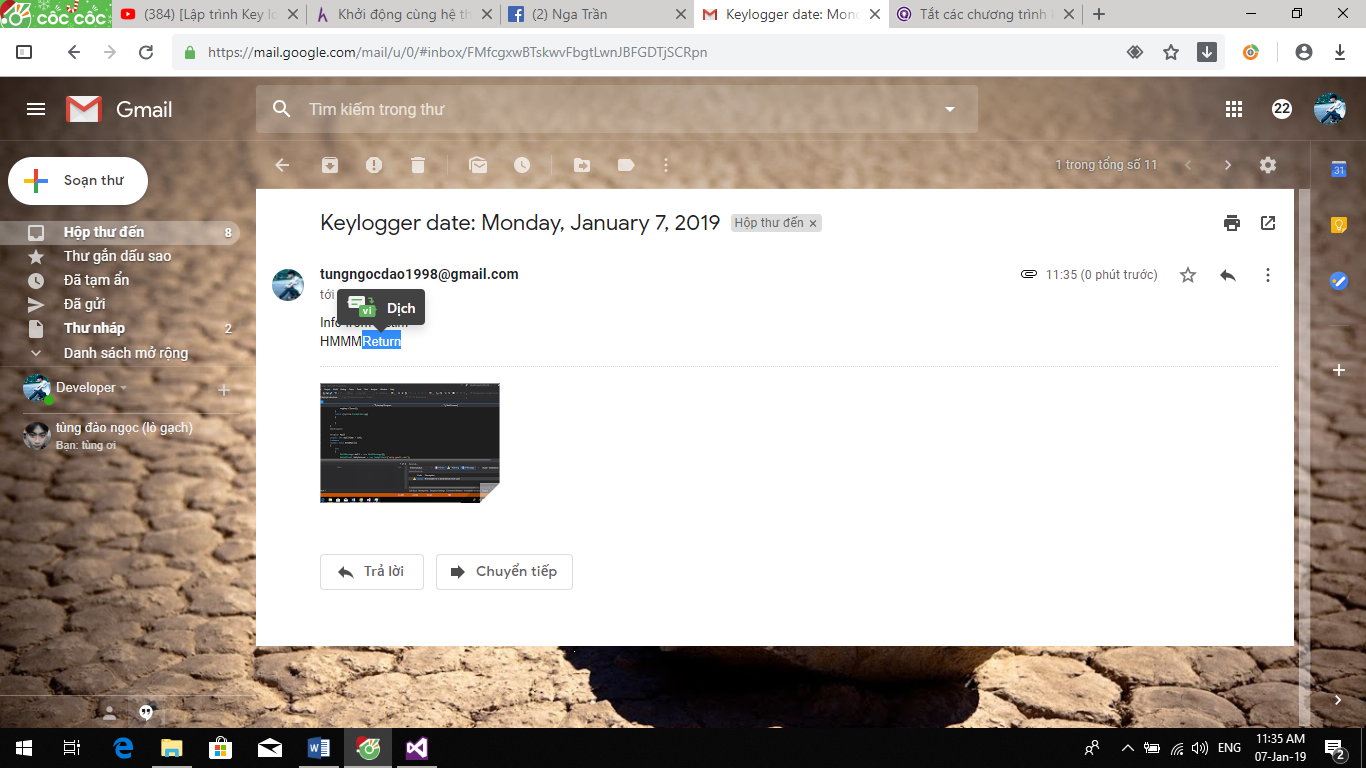 cốc cốc
(384) [Lập trình Key lo
Khởi động cùng hệ th
(2) Nga Trần
Keylogger date: Mond
Tắt các chương trình
https://mail.google.com/mail/u/0/#inbox/FMfcgxwBTskwvFbgtLwnJBFGDTjSCRpn
Gmail
Tìm kiếm trong thư
22
Soạn thư
1 trong tổng số 11
31
Hộp thư đến 8
Thư gắn dấu sao
Đã tạm ẩn
Đã gửi
Thư nháp 2
Danh sách mở rộng
Developer
tùng đào ngọc (lò gạch)
Bạn: tùng ơi
Keylogger date: Monday, January 7, 2019
Hộp thư đến ×
tungngocdao1998@gmail.com
11:35 (0 phút trước)
tới
vi Dịch
HMMMReturn
Trả lời
Chuyển tiếp
ENG
11:35 AM
07-Jan-19
2